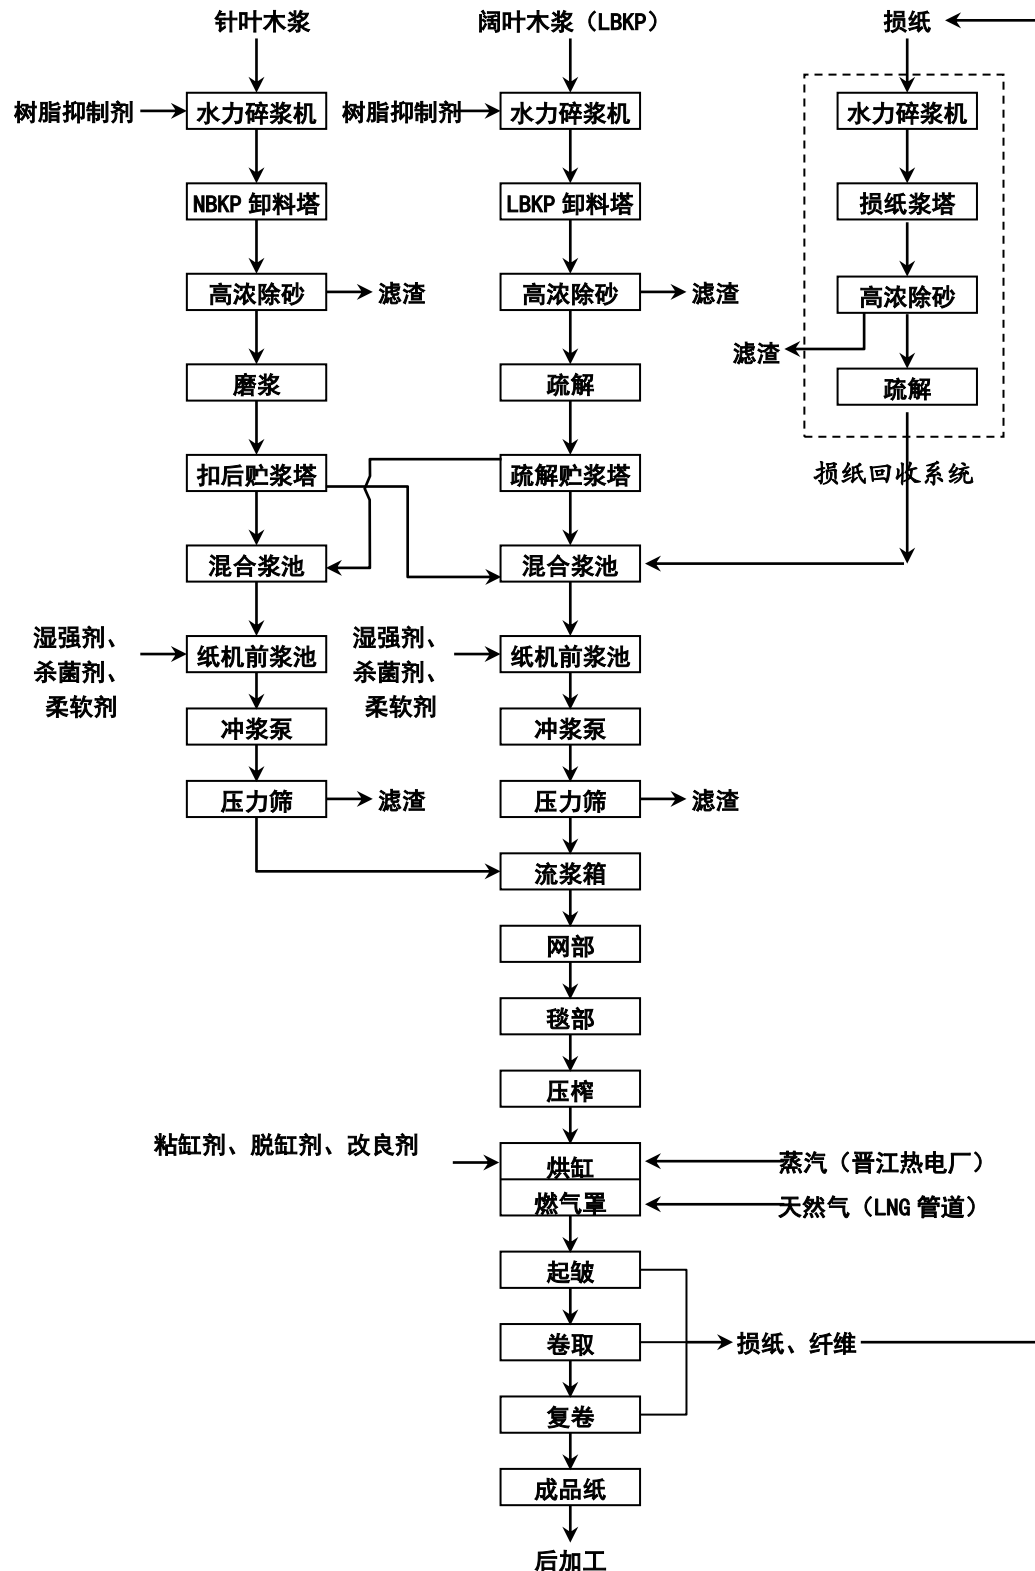 针叶木浆
阔叶木浆（LBKP）
损纸
树脂抑制剂
水力碎浆机
树脂抑制剂
水力碎浆机
水力碎浆机
NBKP 卸料塔
LBKP 卸料塔
损纸浆塔
高浓除砂
滤渣
高浓除砂
滤渣
高浓除砂
滤渣
磨浆
疏解
疏解
扣后贮浆塔
疏解贮浆塔
损纸回收系统
混合浆池
混合浆池
湿强剂、
杀菌剂、
柔软剂
纸机前浆池
湿强剂、
杀菌剂、
柔软剂
纸机前浆池
冲浆泵
冲浆泵
压力筛
滤渣
压力筛
滤渣
流浆箱
网部
毯部
压榨
粘缸剂、脱缸剂、改良剂
烘缸
蒸汽（晋江热电厂）
燃气罩
天然气（LNG 管道）
起皱
卷取
损纸、纤维
复卷
成品纸
后加工